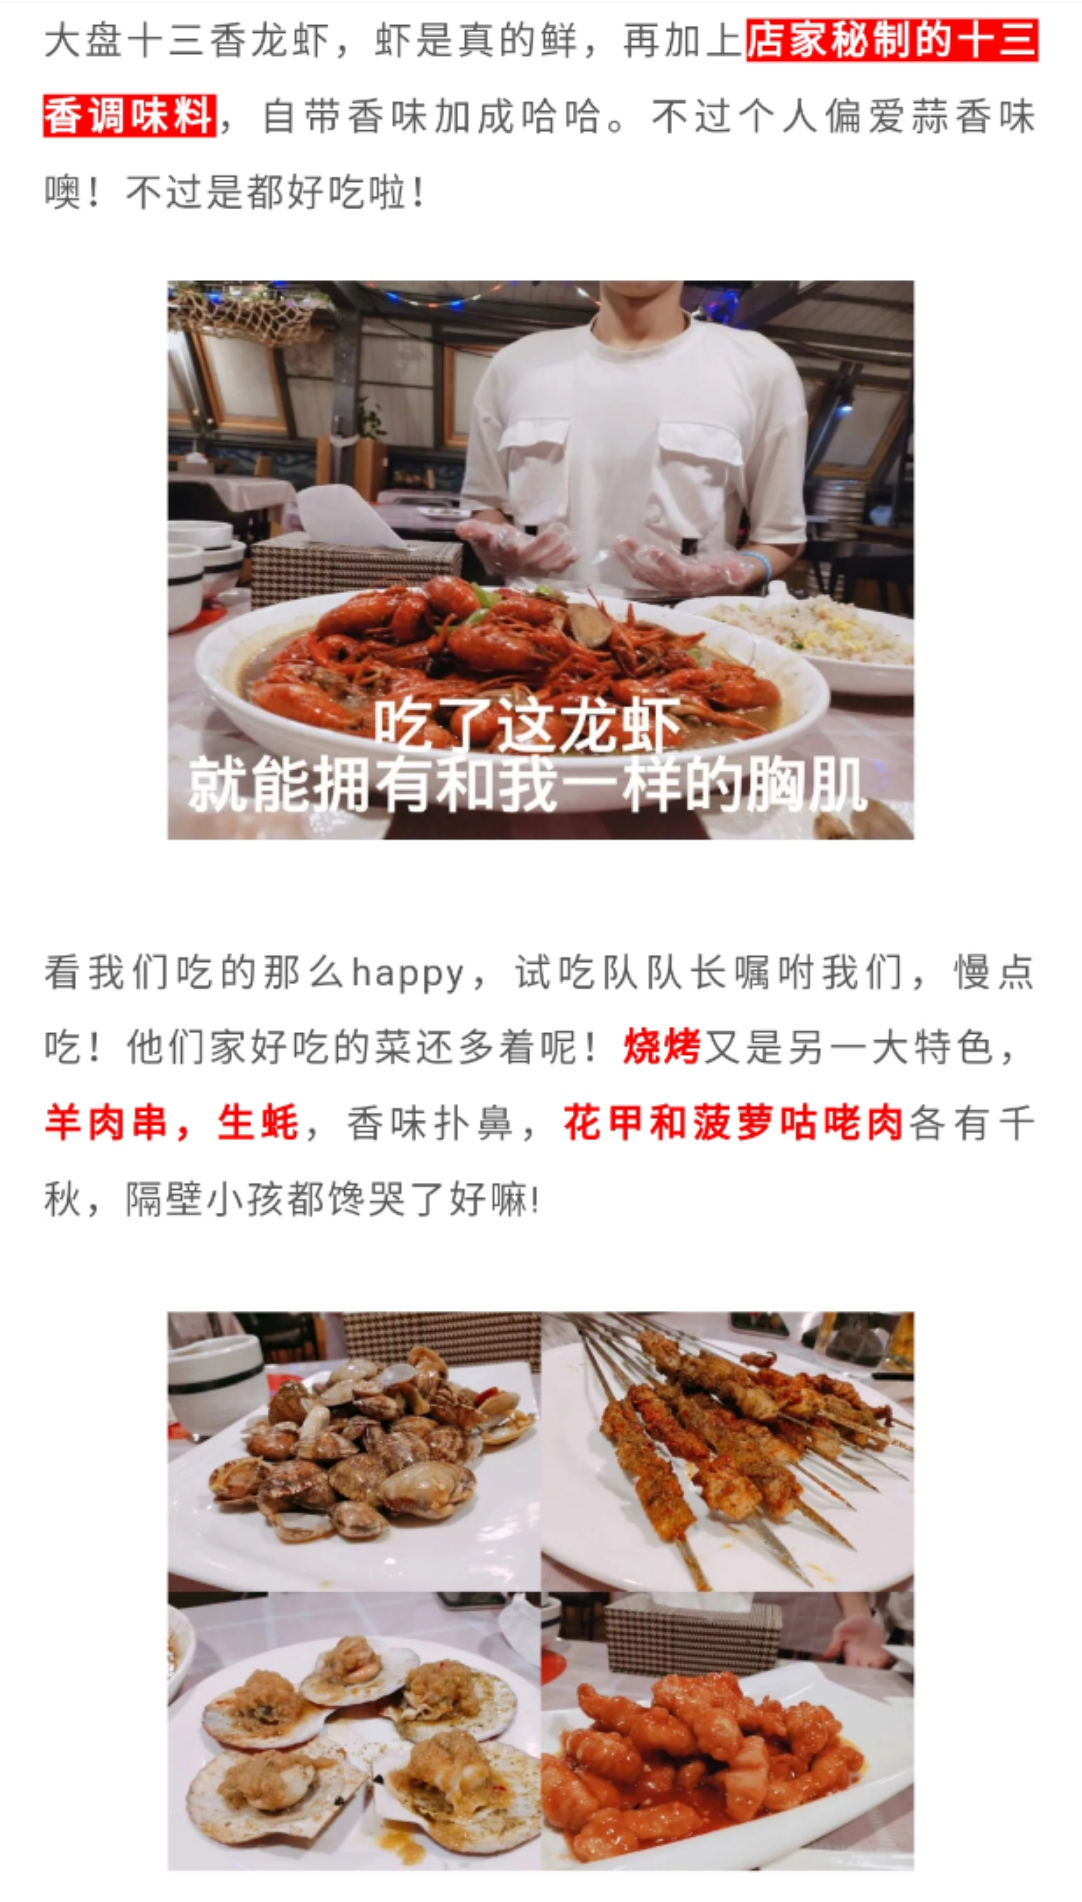 大盘十三香龙虾，虾是真的鲜，再加上店家秘制的十三
香调味料，自带香味加成哈哈。不过个人偏爱蒜香味
噢！不过是都好吃啦！
吃了这龙虾
就能拥有和我一样的胸肌
看我们吃的那么happy，试吃队队长嘱咐我们，慢点
吃！他们家好吃的菜还多着呢！烧烤又是另一大特色，
羊肉串，生蚝，香味扑鼻，花甲和菠萝咕咾肉各有千
秋，隔壁小孩都馋哭了好嘛!